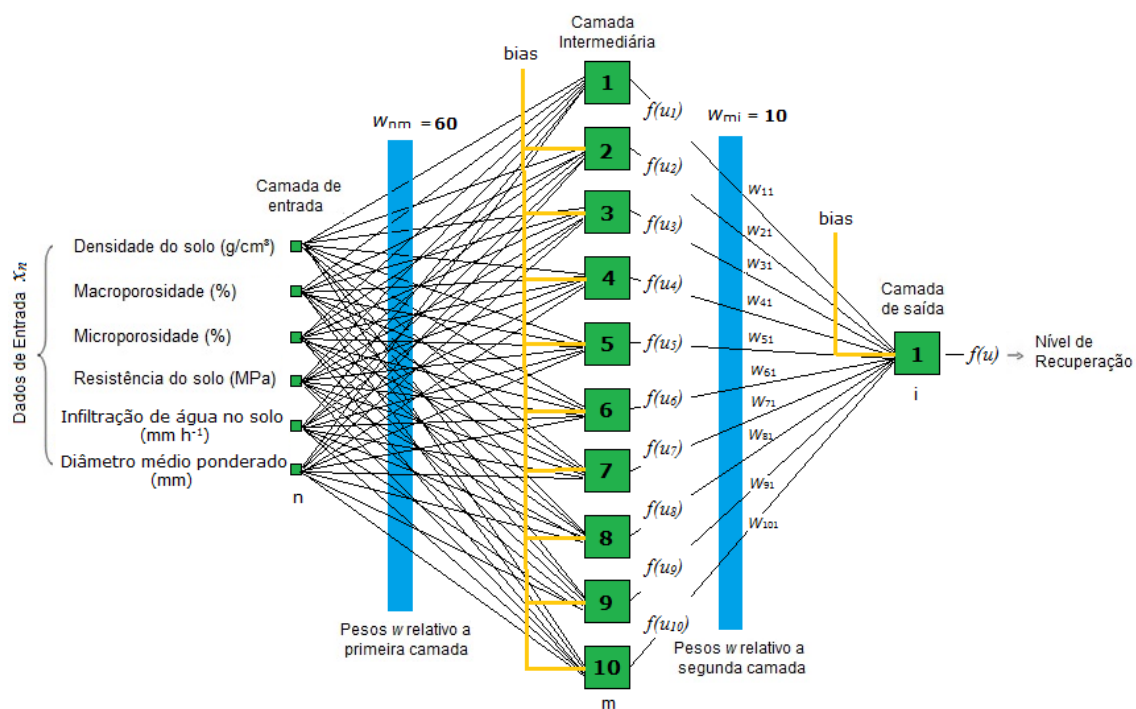 Camada
Intermediária
bias
1
f(u1)
wnm = 60
wmi = 10
2
f(u2)
Camada de
entrada
w11
3
f(u3)
bias
w21
Densidade do solo (g/cm³)
w31
4
f(u4)
Macroporosidade (%)
w41
Camada
de saída
Dados de Entrada xn
Microporosidade (%)
5
f(u5)
w51
1
f(u)
Nível de
Recuperação
Resistência do solo (MPa)
w61
i
6
f(u6)
w71
Infiltração de água no solo
(mm h-1)
w81
7
f(u7)
Diâmetro médio ponderado
(mm)
n
w91
8
f(u8)
w101
9
f(u9)
Pesos w relativo a
primeira camada
f(u10)
Pesos w relativo a
segunda camada
10
m